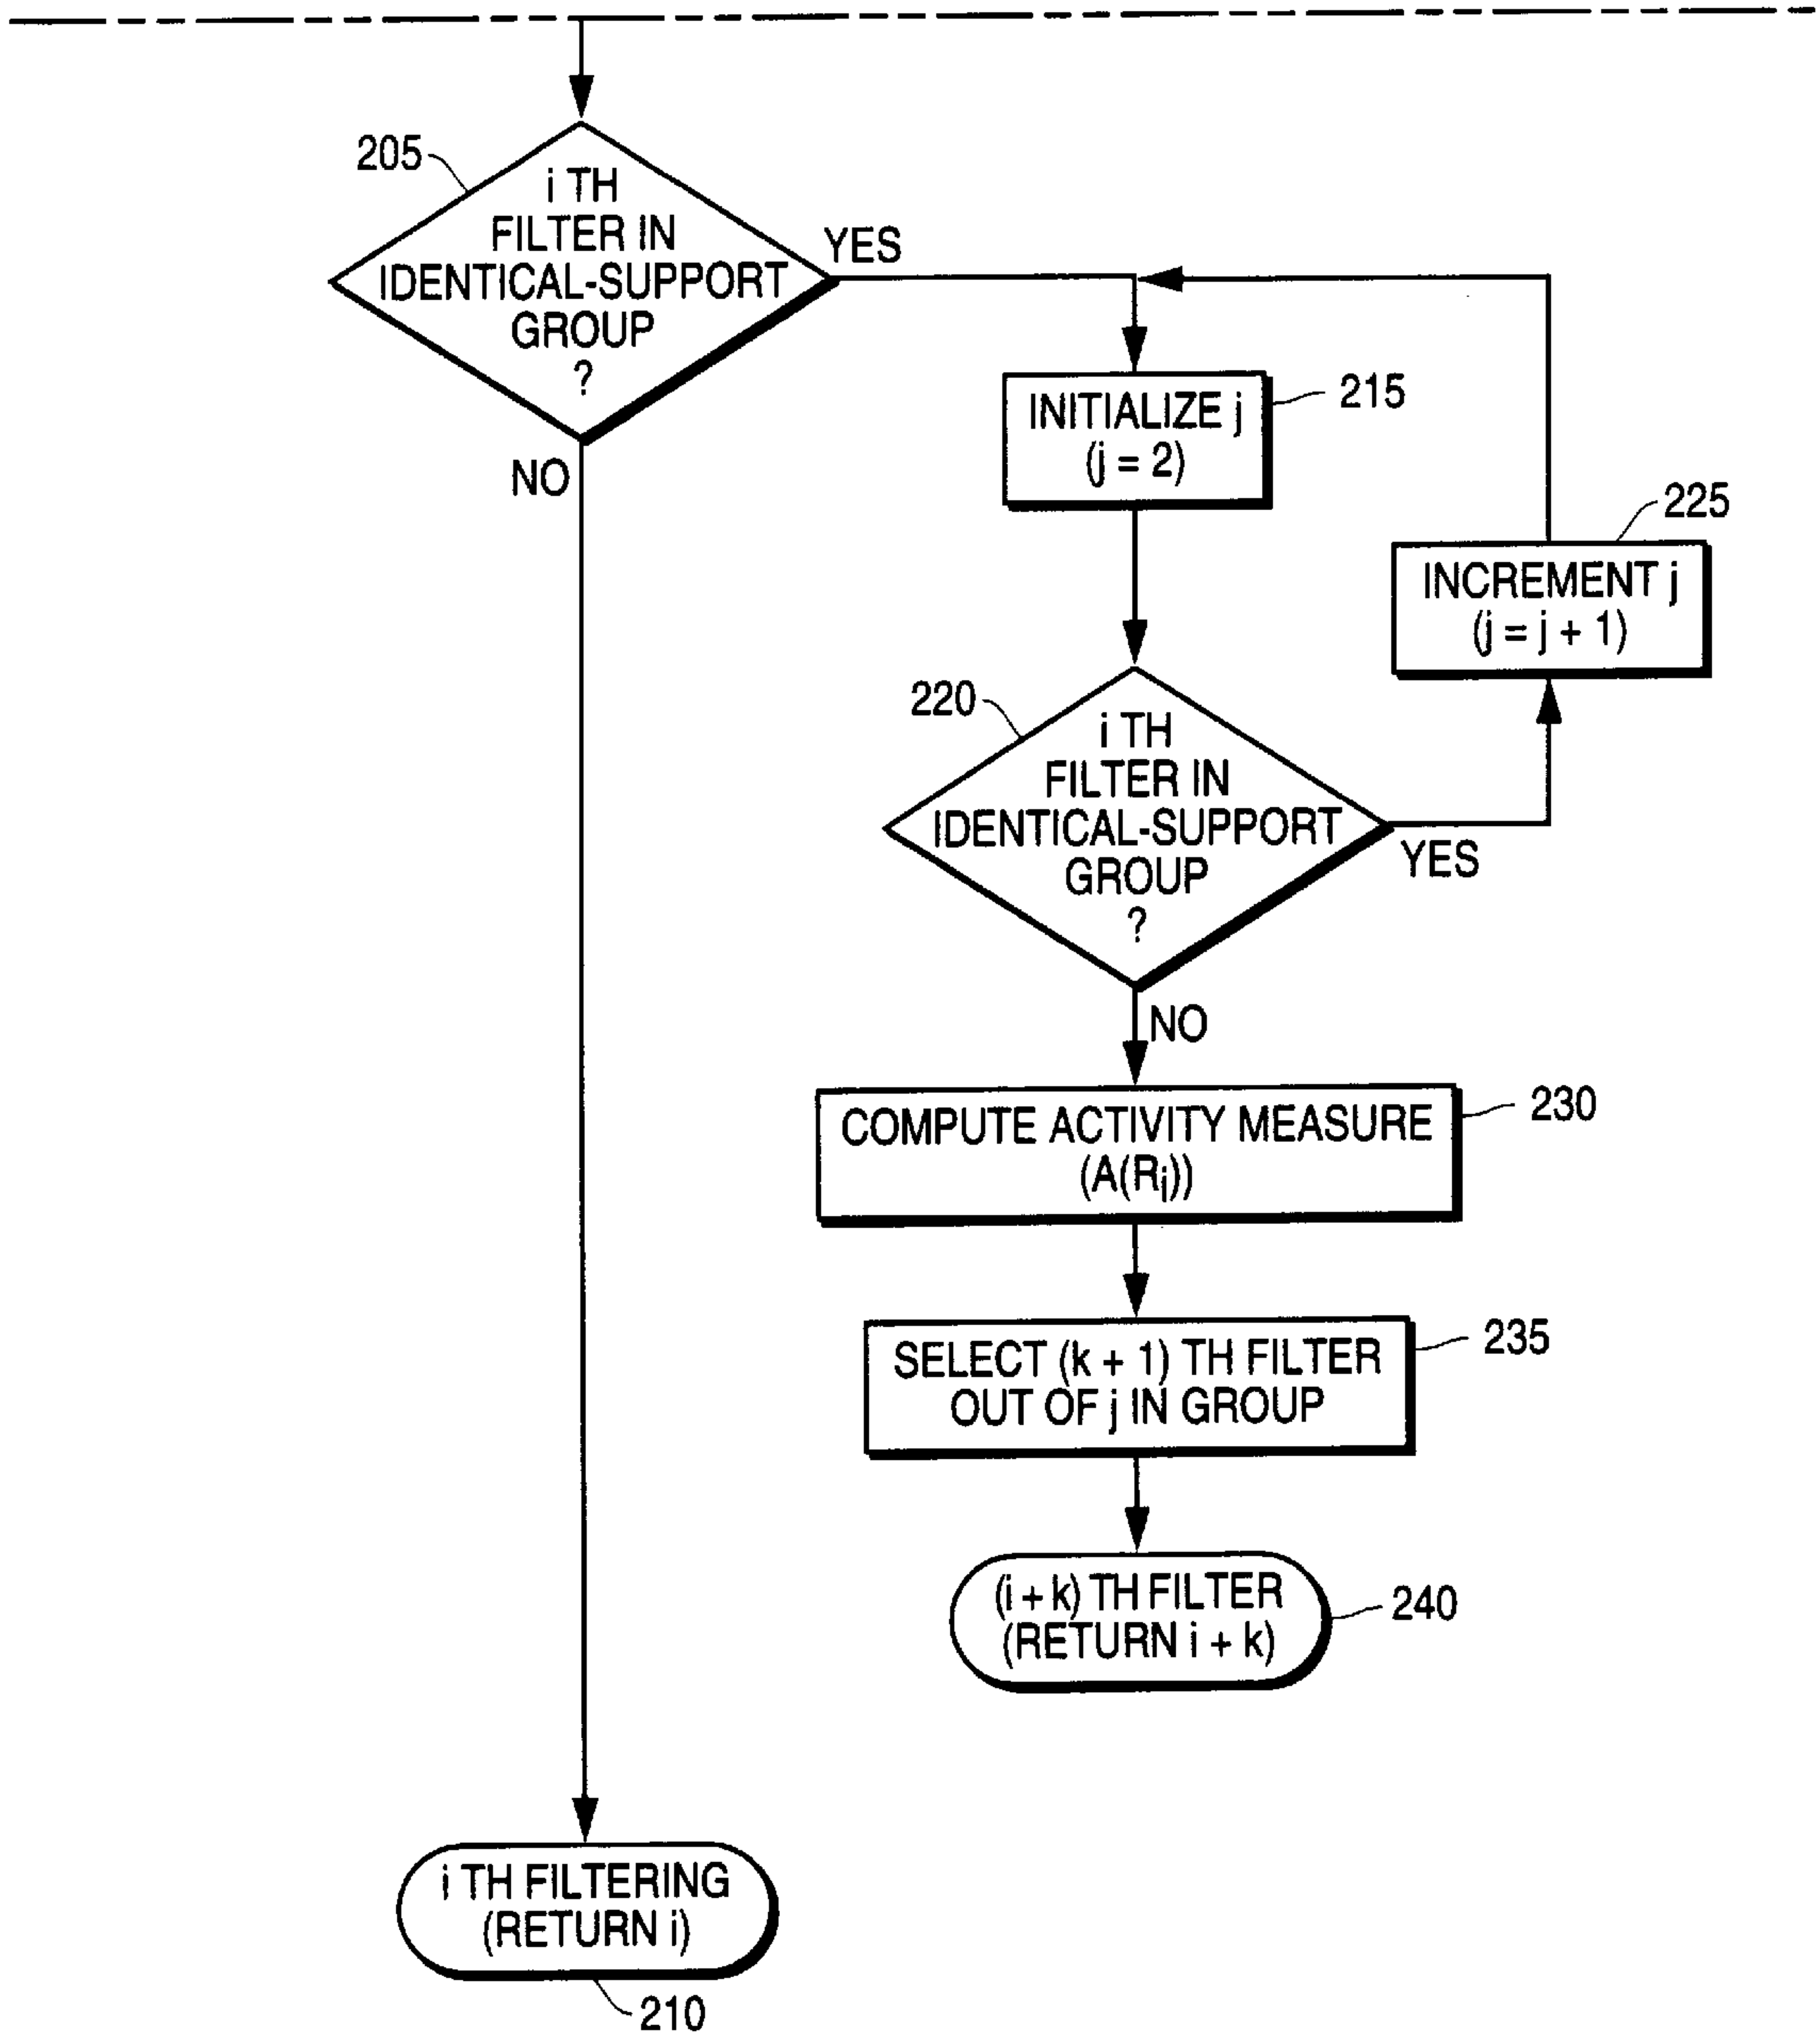 205
i TH
FILTER IN
IDENTICAL-SUPPORT
GROUP
?
YES
NO
INITIALIZE j
(j = 2)
215
225
INCREMENT j
(j = j + 1)
220
i TH
FILTER IN
IDENTICAL-SUPPORT
GROUP
?
YES
NO
COMPUTE ACTIVITY MEASURE
(A(Ri))
230
SELECT (k + 1) TH FILTER
OUT OF j IN GROUP
235
(i + k) TH FILTER
(RETURN i + k)
240
i TH FILTERING
(RETURN i)
210